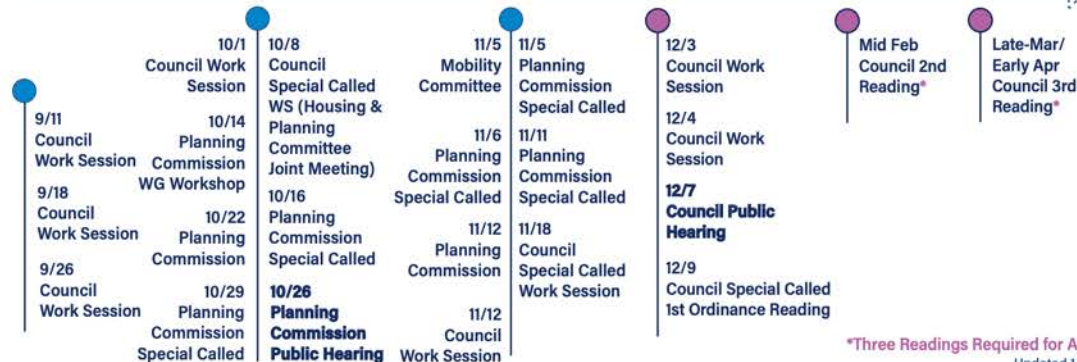 9/11
Council
Work Session
9/18
Council
Work Session
9/26
Council
Work Session
10/1
Council Work
Session
10/14
Planning
Commission
WG Workshop
10/22
Planning
Commission
10/29
Planning
Commission
Special Called
10/8
Council
Special Called
WS (Housing &
Planning
Committee
Joint Meeting)
10/16
Planning
Commission
Special Called
10/26
Planning
Commission
Public Hearing
11/5
Mobility
Committee
11/6
Planning
Commission
Special Called
11/12
Planning
Commission
11/12
Council
Work Session
11/5
Planning
Commission
Special Called
11/11
Planning
Commission
Special Called
11/18
Council
Special Called
Work Session
12/3
Council Work
Session
12/4
Council Work
Session
12/7
Council Public
Hearing
12/9
Council Special Called
1st Ordinance Reading
Mid Feb
Council 2nd
Reading*
Late-Mar/
Early Apr
Council 3rd
Reading*
*Three Readings Required for